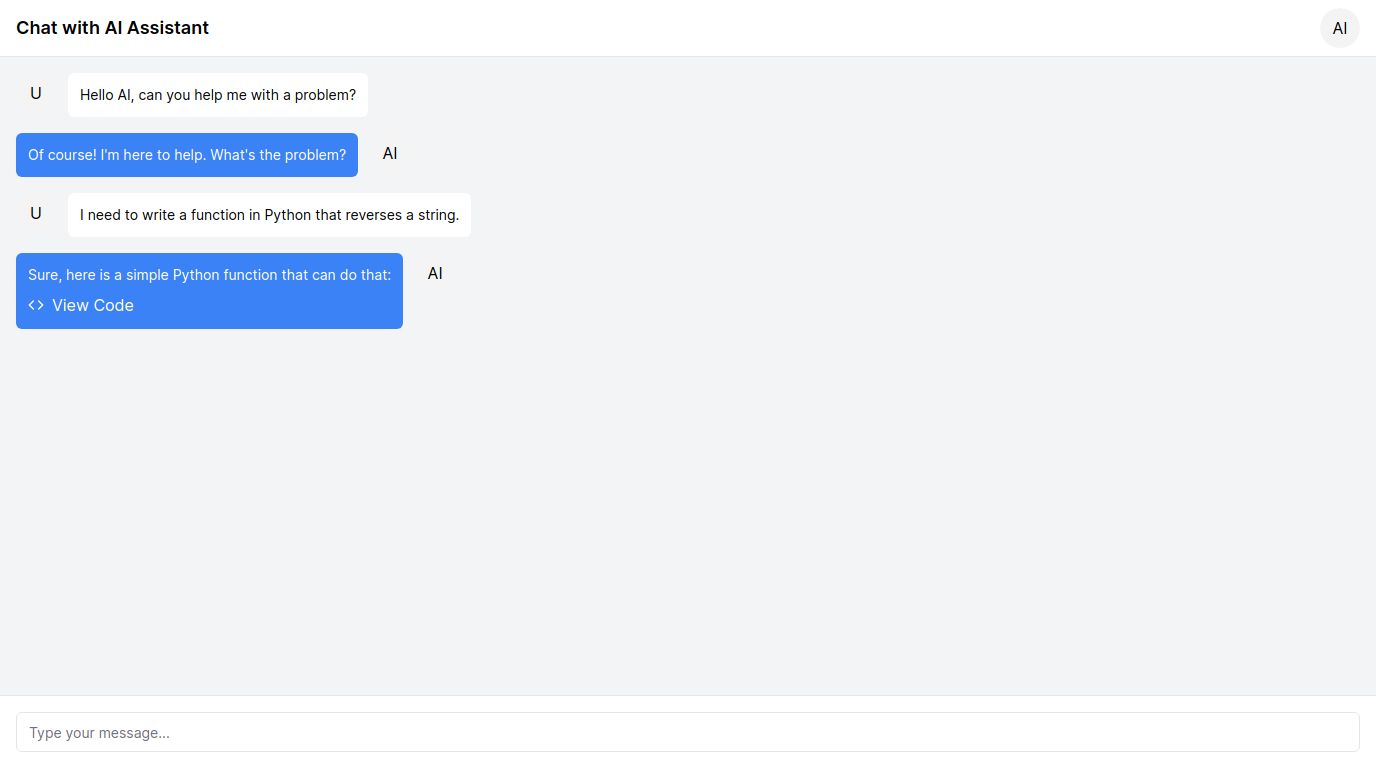 Chat with AI Assistant
AI
U
Hello AI, can you help me with a problem?
Of course! I'm here to help. What's the problem?
AI
U
I need to write a function in Python that reverses a string.
Sure, here is a simple Python function that can do that:
AI
View Code
Type your message...